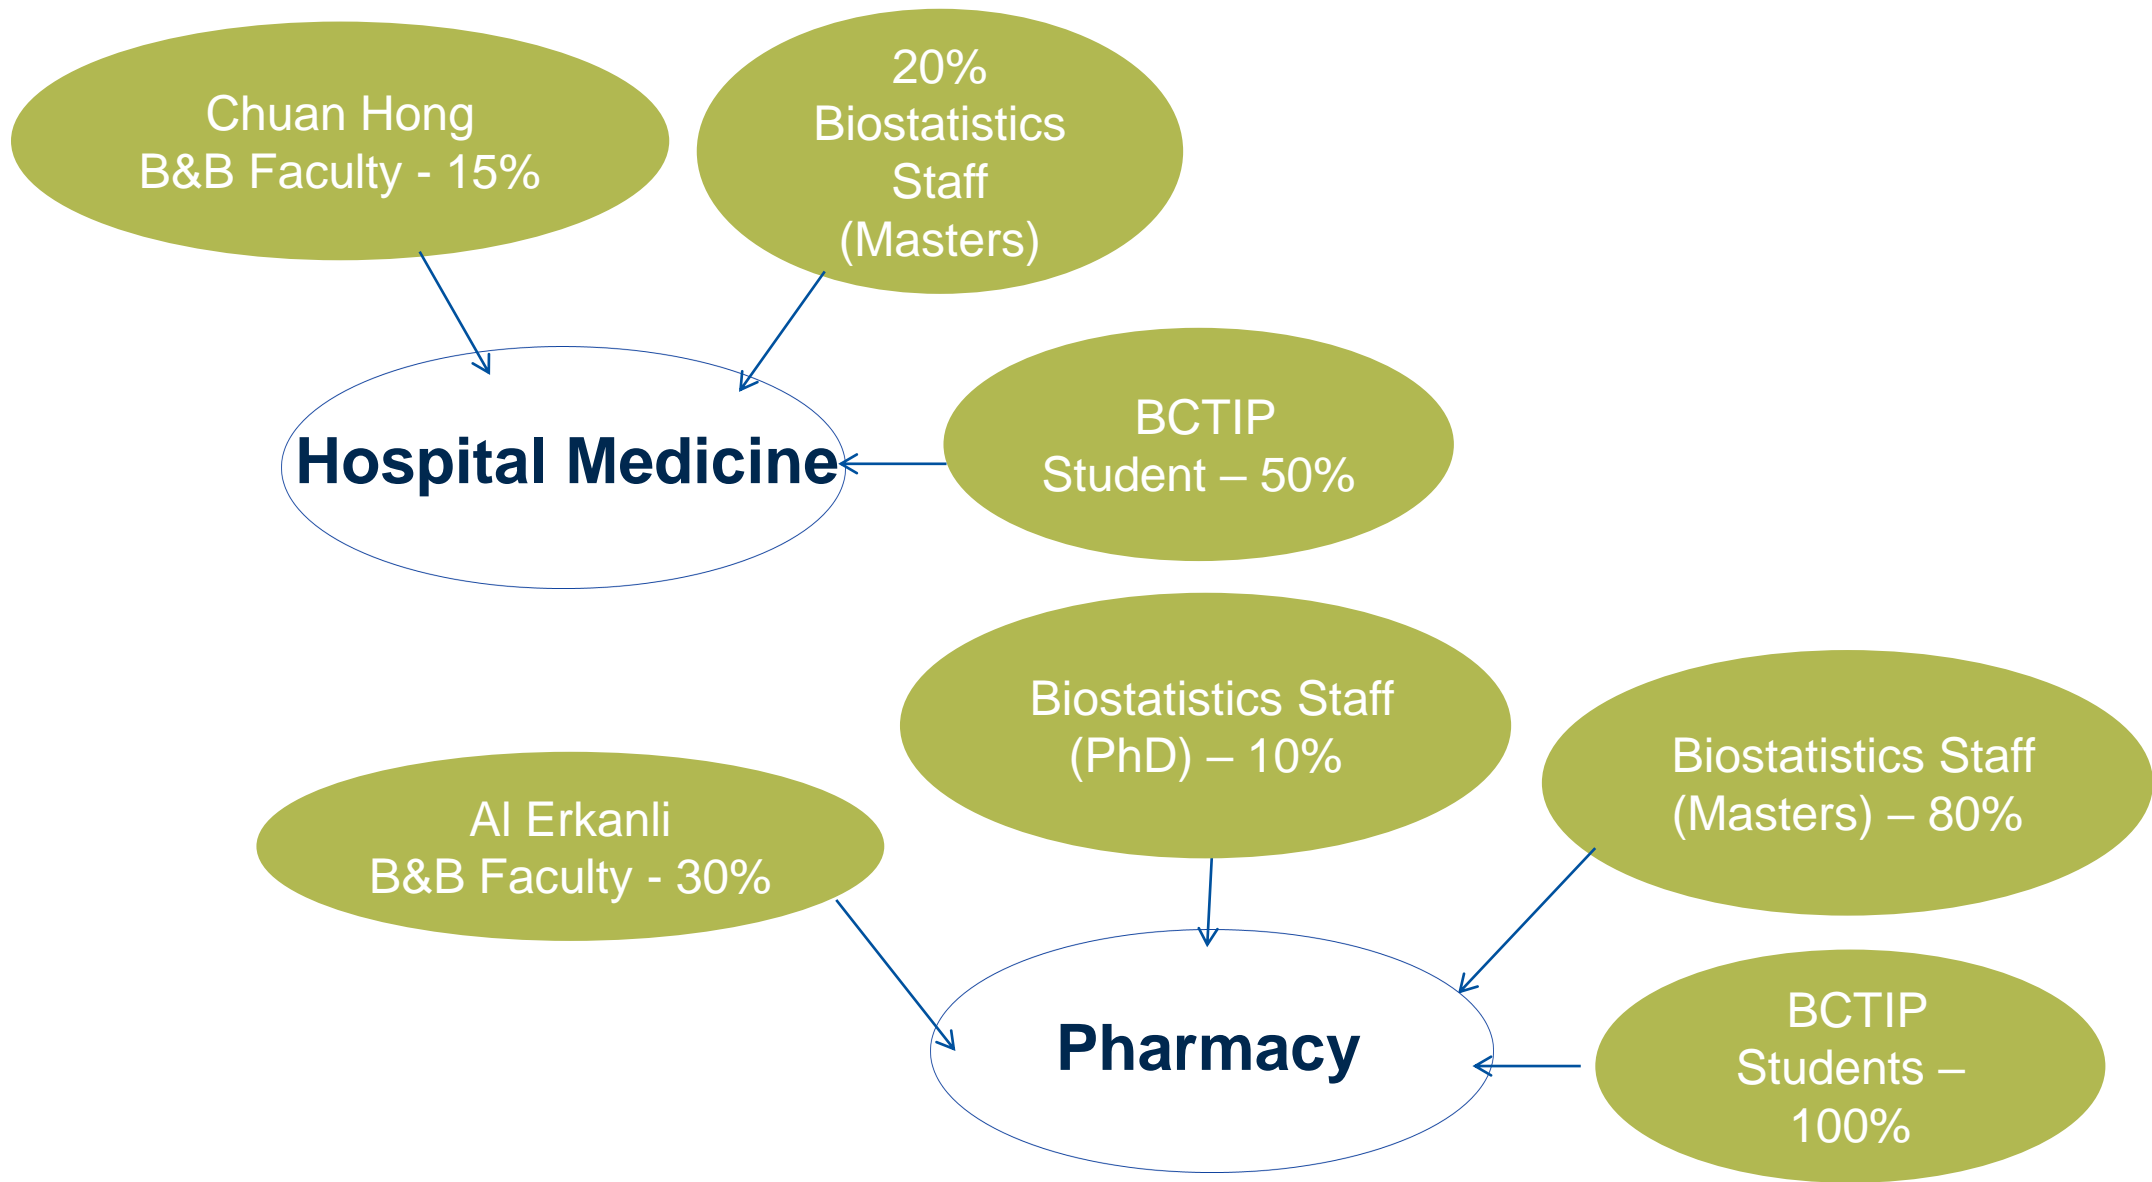 Chuan Hong
B&B Faculty - 15%
20%
Biostatistics
Staff
(Masters)
Hospital Medicine
BCTIP
Student – 50%
Biostatistics Staff
(PhD) – 10%
Biostatistics Staff
(Masters) – 80%
Al Erkanli
B&B Faculty - 30%
Pharmacy
BCTIP
Students –
100%